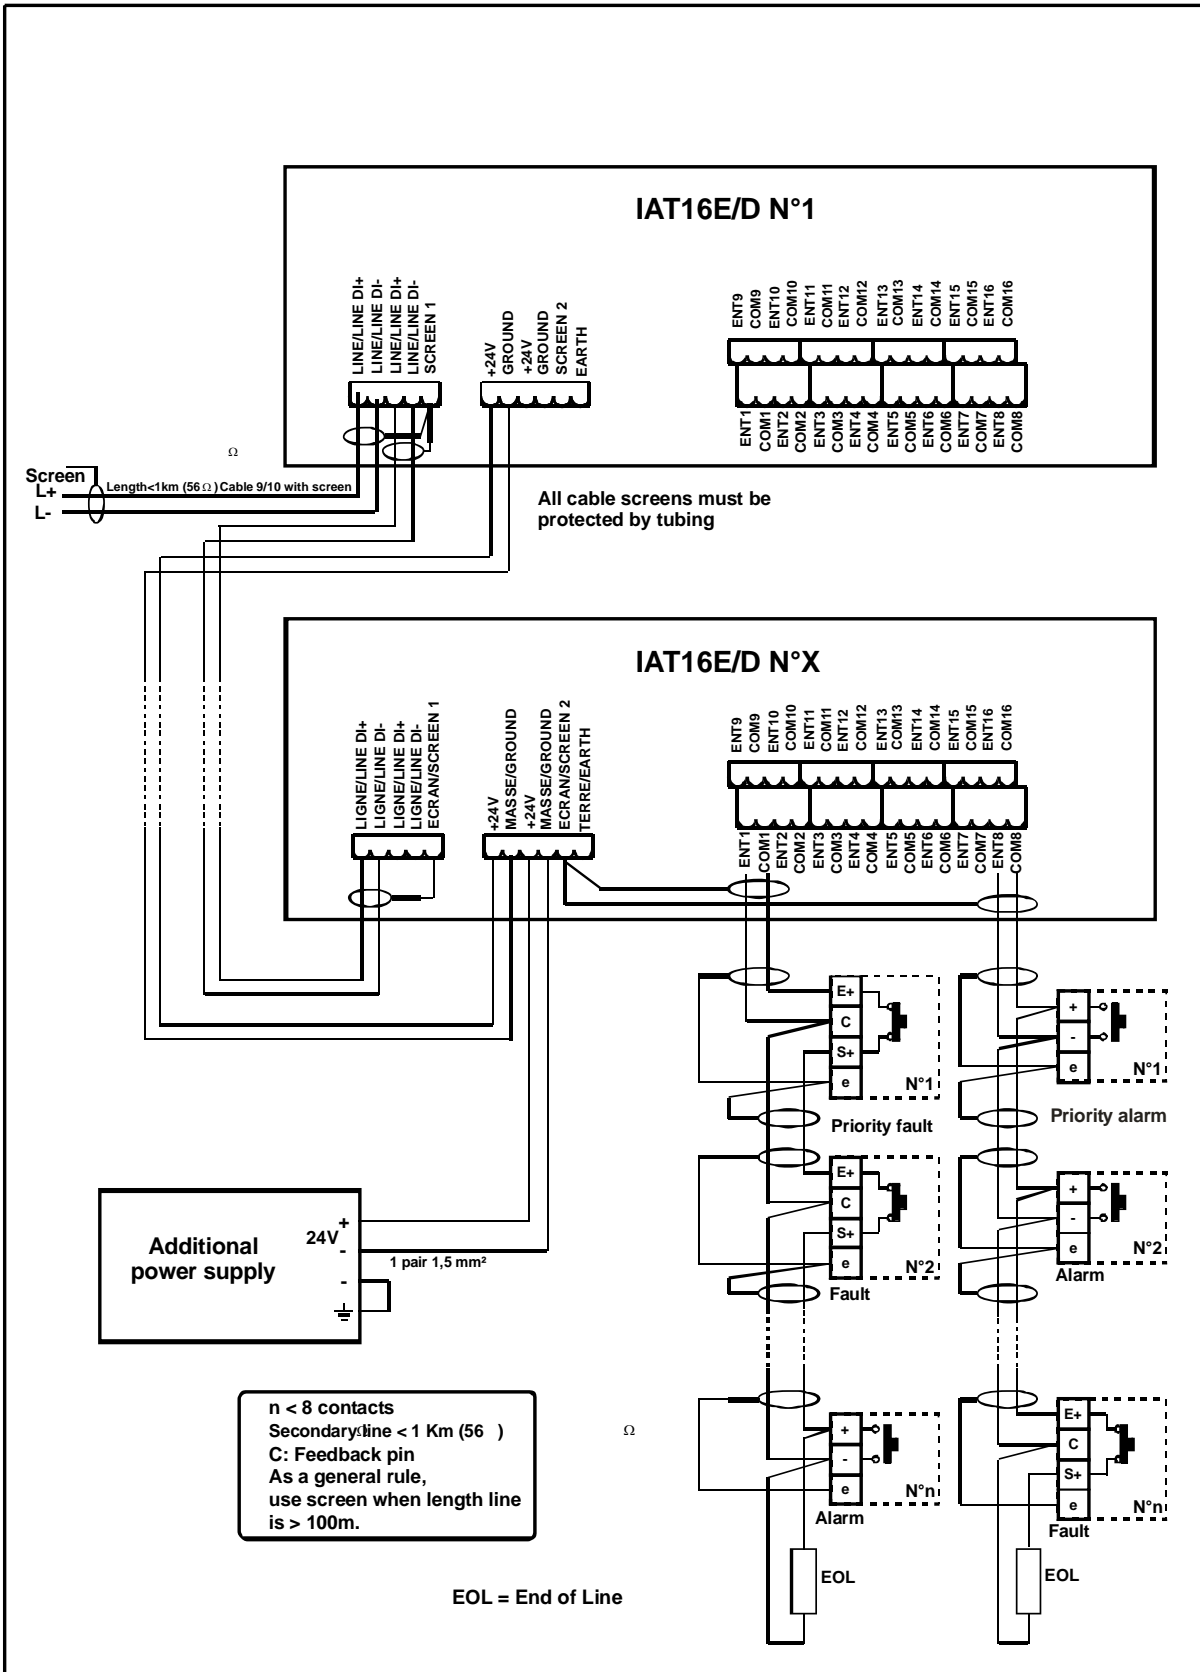 IAT16E/D N°1
LINE/LINE DI+
LINE/LINE DI-
LINE/LINE DI+
LINE/LINE DI-
SCREEN 1
+24V
GROUND
+24V
GROUND
SCREEN 2
EARTH
ENT9
COM9
ENT10
COM10
ENT11
COM11
ENT12
COM12
ENT13
COM13
ENT14
COM14
ENT15
COM15
ENT16
COM16
ENT1
COM1
ENT2
COM2
ENT3
COM3
ENT4
COM4
ENT5
COM5
ENT6
COM6
ENT7
COM7
ENT8
COM8
Ω
Screen
L+
L-
Length<1km (56Ω) Cable 9/10 with screen
All cable screens must be
protected by tubing
IAT16E/D N°X
LIGNE/LINE DI+
LIGNE/LINE DI-
LIGNE/LINE DI+
LIGNE/LINE DI-
ECRAN/SCREEN 1
+24V
MASSE/GROUND
+24V
MASSE/GROUND
ECRAN/SCREEN 2
TERRE/EARTH
ENT9
COM9
ENT10
COM10
ENT11
COM11
ENT12
COM12
ENT13
COM13
ENT14
COM14
ENT15
COM15
ENT16
COM16
ENT1
COM1
ENT2
COM2
ENT3
COM3
ENT4
COM4
ENT5
COM5
ENT6
COM6
ENT7
COM7
ENT8
COM8
E+
C
S+
e
N°1
Priority fault
+
-
e
N°1
Priority alarm
E+
C
S+
e
N°2
Fault
+
-
e
N°2
Alarm
Additional
power supply
24V
+
-
-
1 pair 1,5 mm²
n < 8 contacts
Secondary line < 1 Km (56 )
Ω
C: Feedback pin
As a general rule,
use screen when length line
is > 100m.
Ω
+
-
e
N°n
Alarm
E+
C
S+
e
N°n
Fault
EOL
EOL
EOL = End of Line